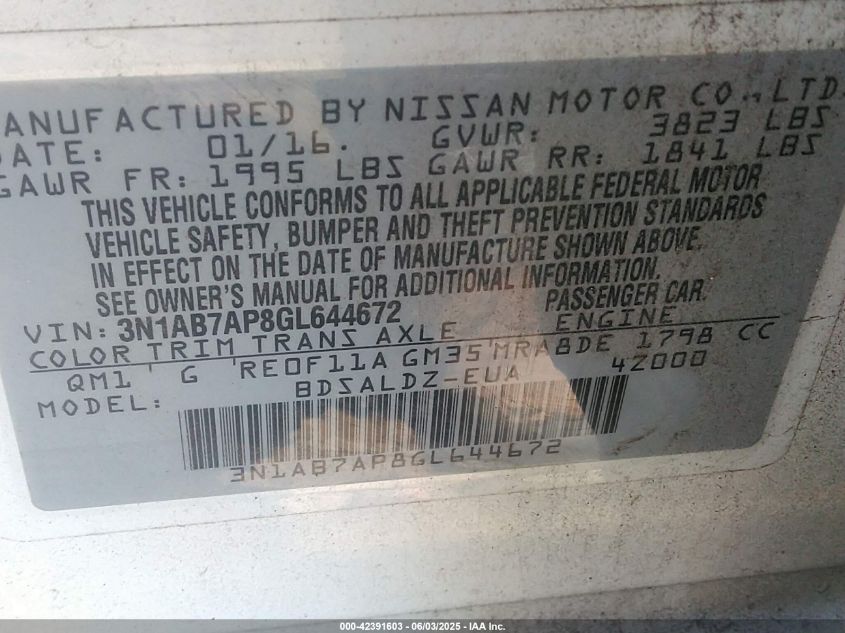 MANUFACTURED BY NISSAN MOTOR CO., LTD.
DATE: 01/16. GVWR: 3823 LBS
GAWR FR: 1995 LBS GAWR RR: 1841 LBS
THIS VEHICLE CONFORMS TO ALL APPLICABLE FEDERAL MOTOR
VEHICLE SAFETY, BUMPER AND THEFT PREVENTION STANDARDS
IN EFFECT ON THE DATE OF MANUFACTURE SHOWN ABOVE.
SEE OWNER'S MANUAL FOR ADDITIONAL INFORMATION.
VIN: 3N1AB7AP8GL644672 PASSENGER CAR.
COLOR TRIM TRANS AXLE ENGINE
QM1 G RE0F11A GM35 MRA8DE 1798 CC
MODEL: BDSALDZ-EUA 4Z000
3N1AB7AP8GL644672
000-42391603 - 06/03/2025 - IAA Inc.